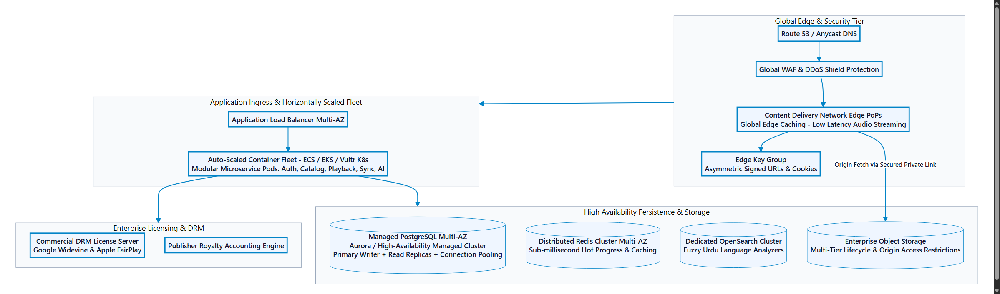 Global Edge & Security Tier
Route 53 / Anycast DNS
Global WAF & DDoS Shield Protection
Content Delivery Network Edge PoPs
Global Edge Caching - Low Latency Audio Streaming
Edge Key Group
Asymmetric Signed URLs & Cookies
Origin Fetch via Secured Private Link
Application Ingress & Horizontally Scaled Fleet
Application Load Balancer Multi-AZ
Auto-Scaled Container Fleet - ECS / EKS / Vultr K8s
Modular Microservice Pods: Auth, Catalog, Playback, Sync, AI
Enterprise Licensing & DRM
Commercial DRM License Server
Google Widevine & Apple FairPlay
Publisher Royalty Accounting Engine
High Availability Persistence & Storage
Managed PostgreSQL Multi-AZ
Aurora / High-Availability Managed Cluster
Primary Writer + Read Replicas + Connection Pooling
Distributed Redis Cluster Multi-AZ
Sub-millisecond Hot Progress & Caching
Dedicated OpenSearch Cluster
Fuzzy Urdu Language Analyzers
Enterprise Object Storage
Multi-Tier Lifecycle & Origin Access Restrictions